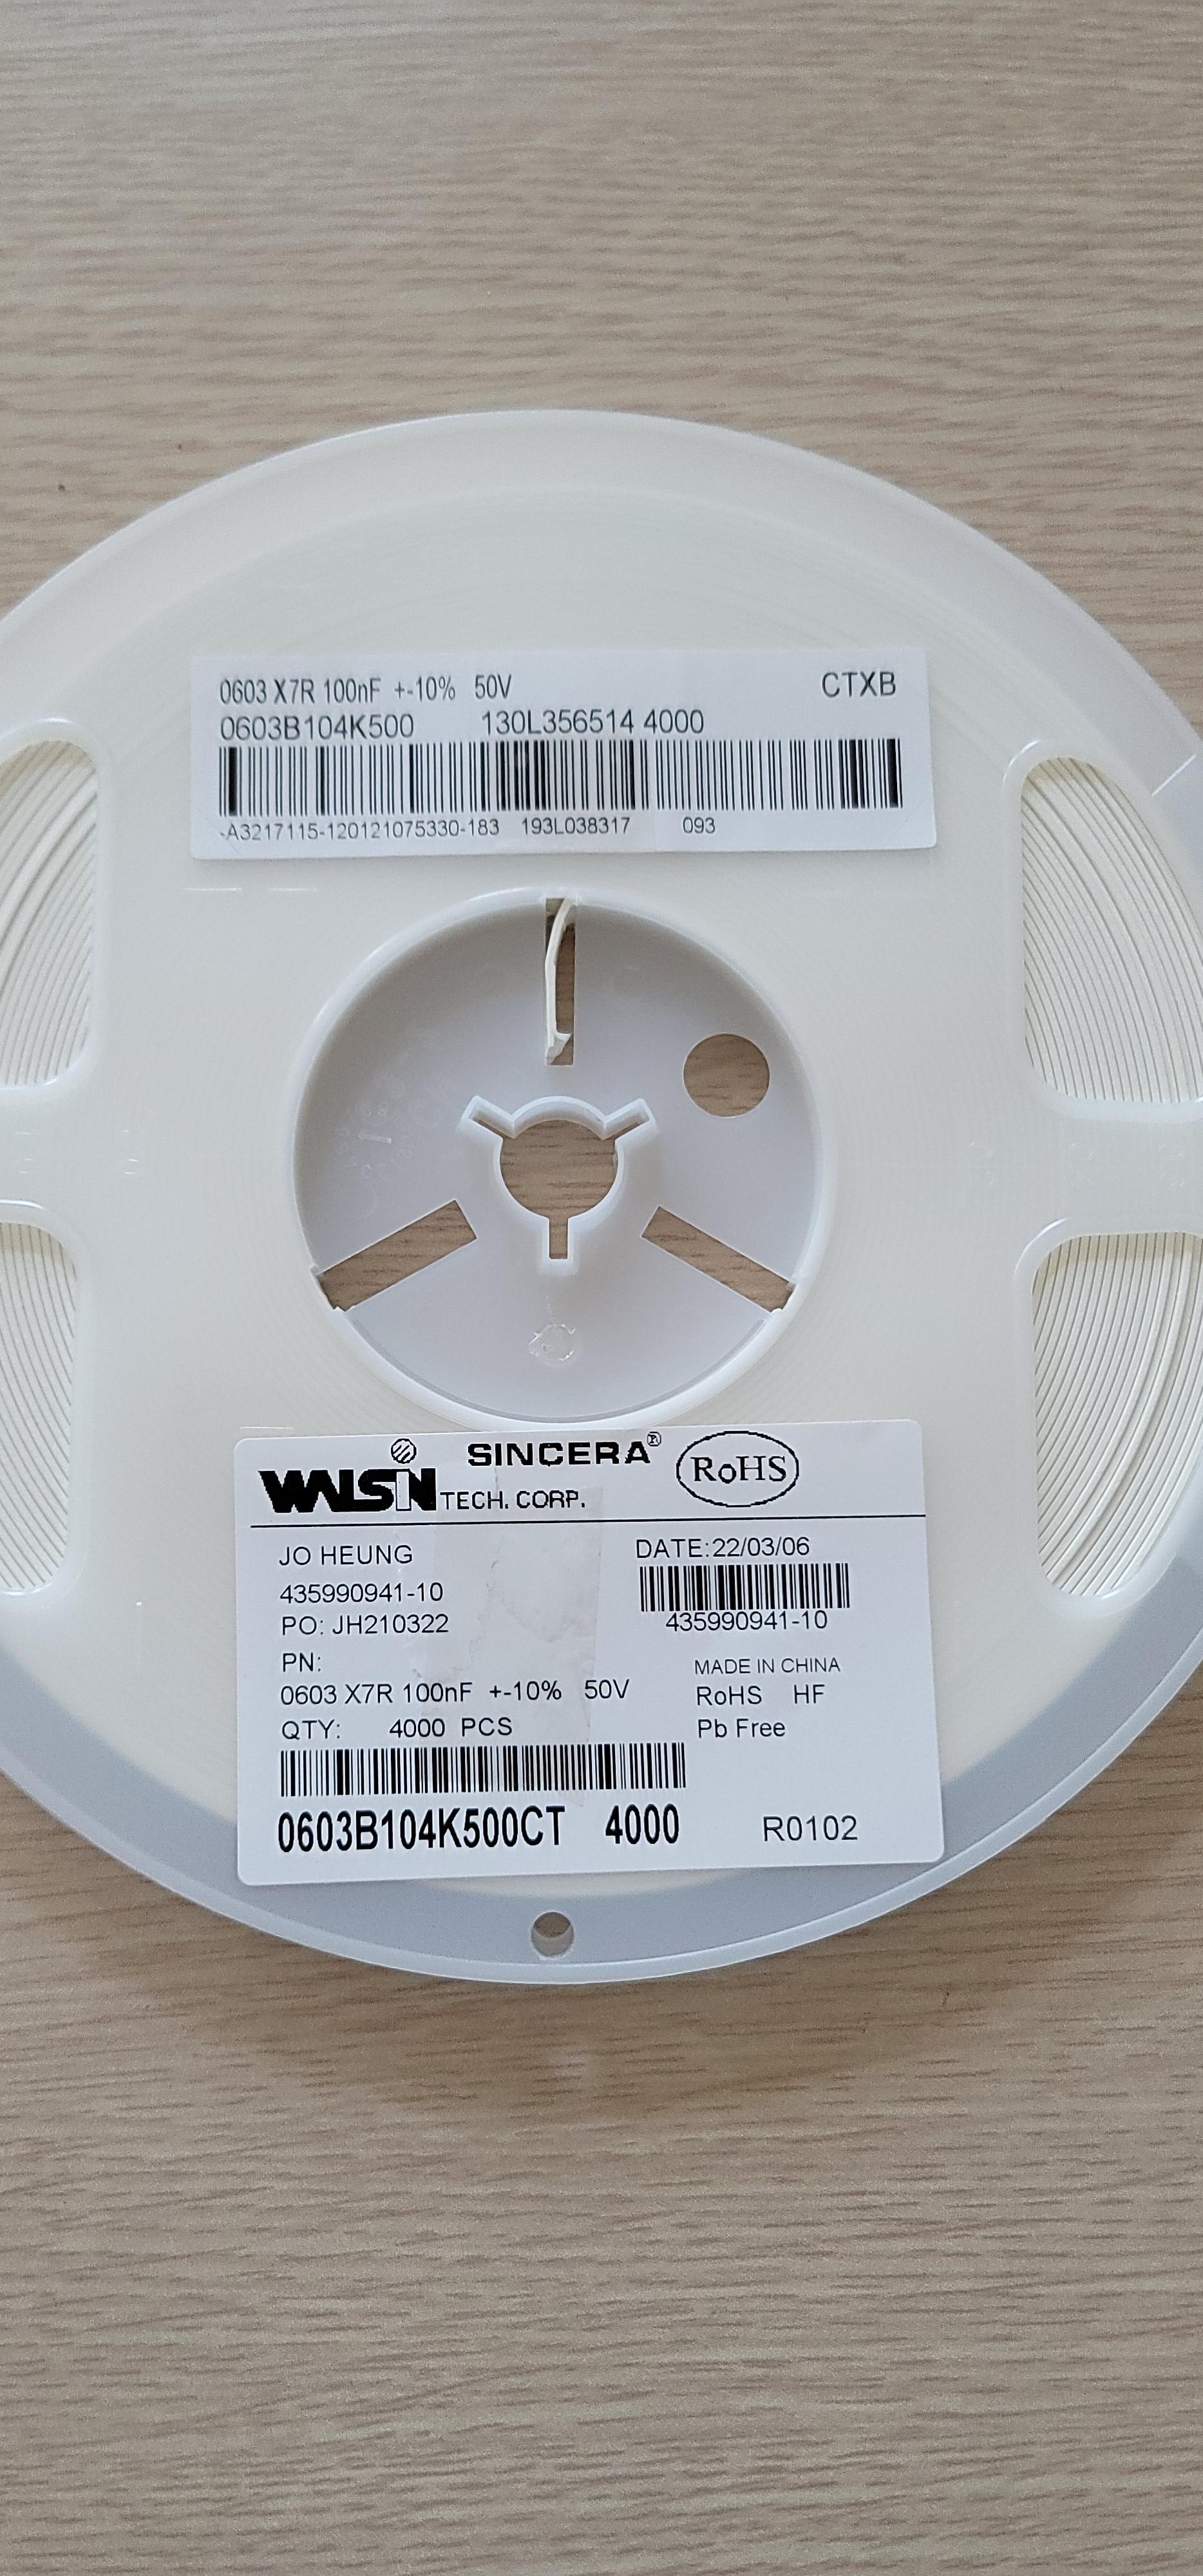 0603 X7R 100nF +-10% 50V CTXB
0603B104K500 130L356514 4000
-A3217115-120121075330-183 193L038317 093
SINCERA® RoHS
WALSIN TECH. CORP.
JO HEUNG DATE:22/03/06
435990941-10
435990941-10
PO: JH210322
PN: MADE IN CHINA
0603 X7R 100nF +-10% 50V RoHS HF
QTY: 4000 PCS Pb Free
0603B104K500CT 4000 R0102